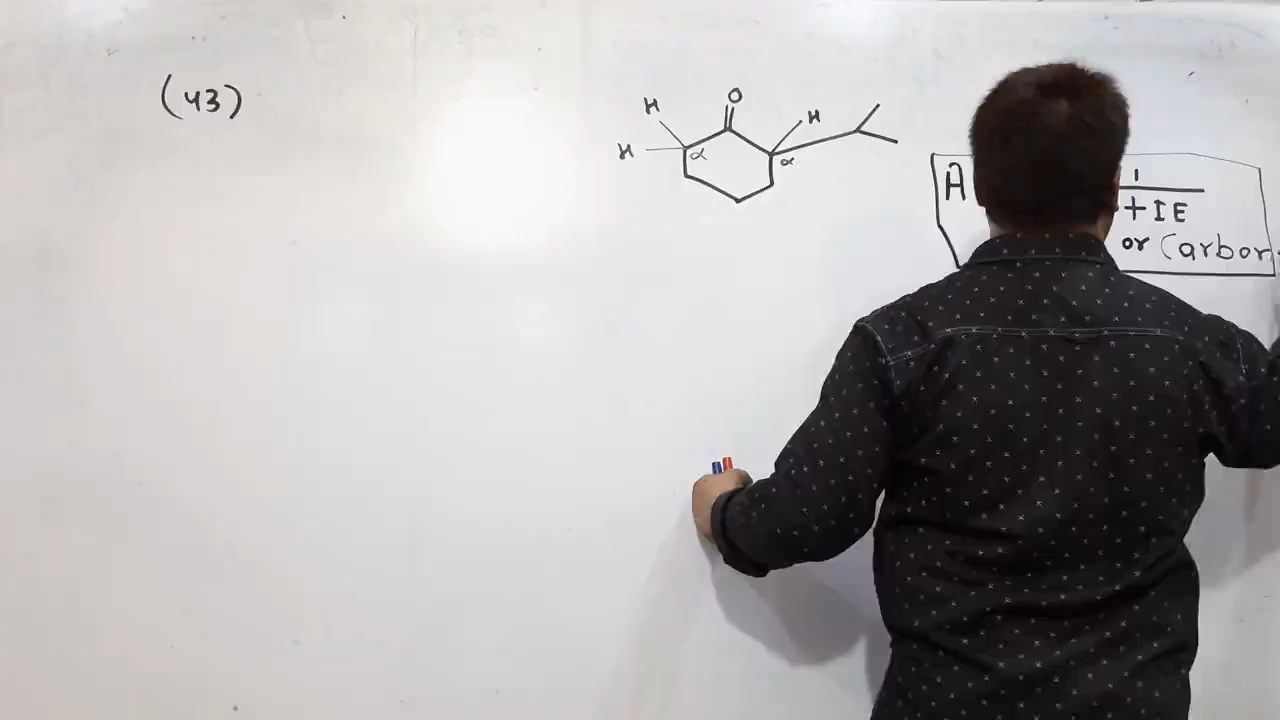 (43)
O
H
H
H
α
α
A
1
+IE
or Carbon